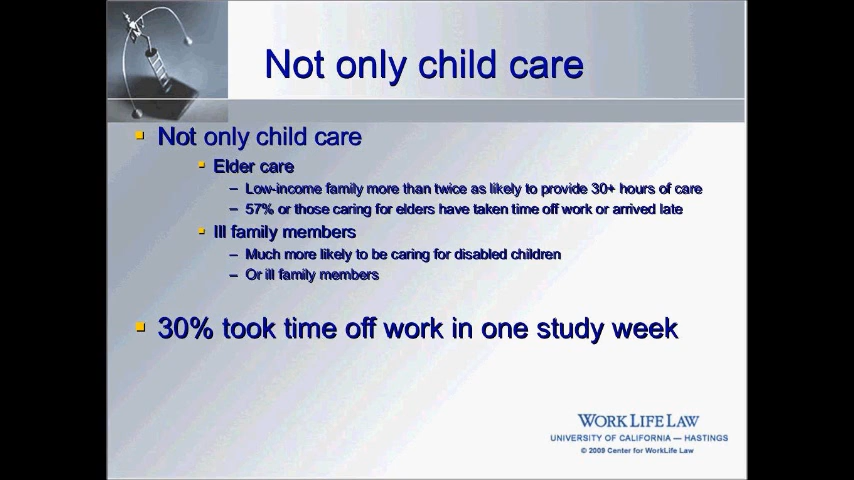 Not only child care
Not only child care
Elder care
– Low-income family more than twice as likely to provide 30+ hours of care
– 57% or those caring for elders have taken time off work or arrived late
Ill family members
– Much more likely to be caring for disabled children
– Or ill family members
30% took time off work in one study week
WORK LIFE LAW
UNIVERSITY OF CALIFORNIA — HASTINGS
© 2009 Center for WorkLife Law